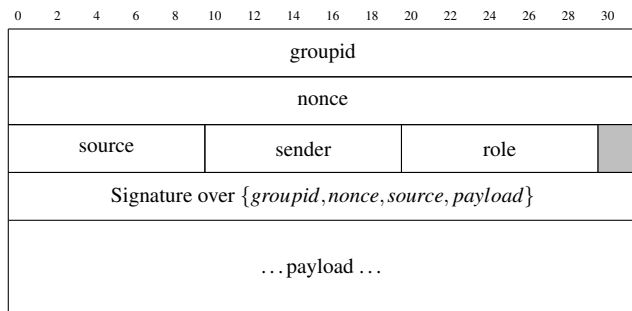 0 2 4 6 8 10 12 14 16 18 20 22 24 26 28 30
groupid
nonce
source sender role
Signature over {groupid,nonce,source,payload}
...payload...